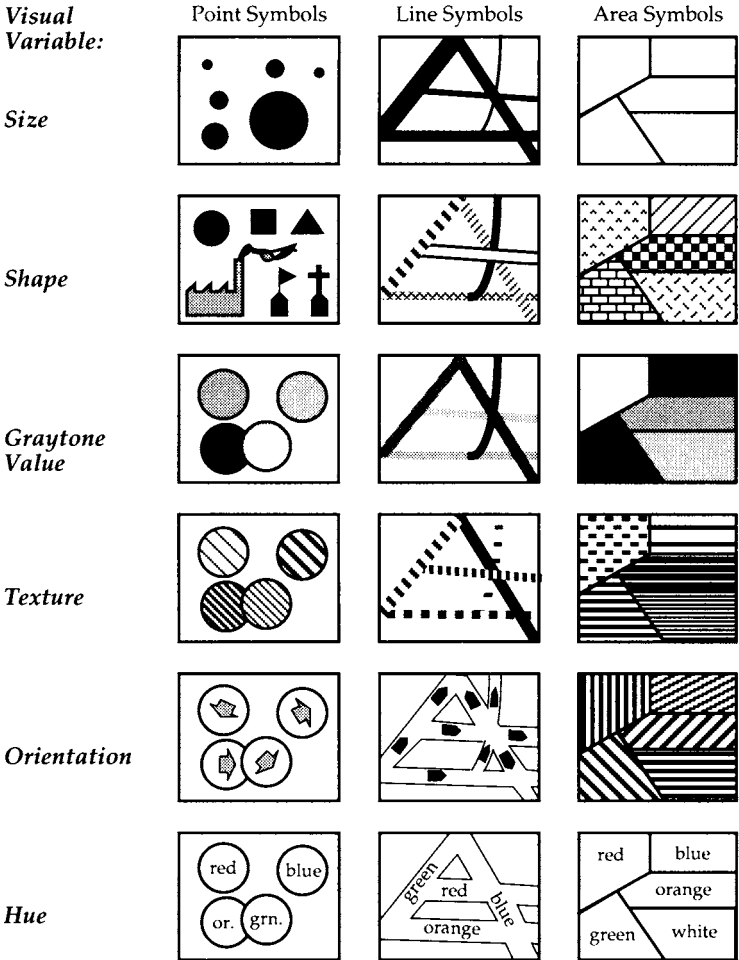 Visual
Variable:
Point Symbols
Line Symbols
Area Symbols
Size
Shape
Graytone
Value
Texture
Orientation
Hue
red
blue
or.
grn.
green
red
blue
orange
red
blue
orange
green
white